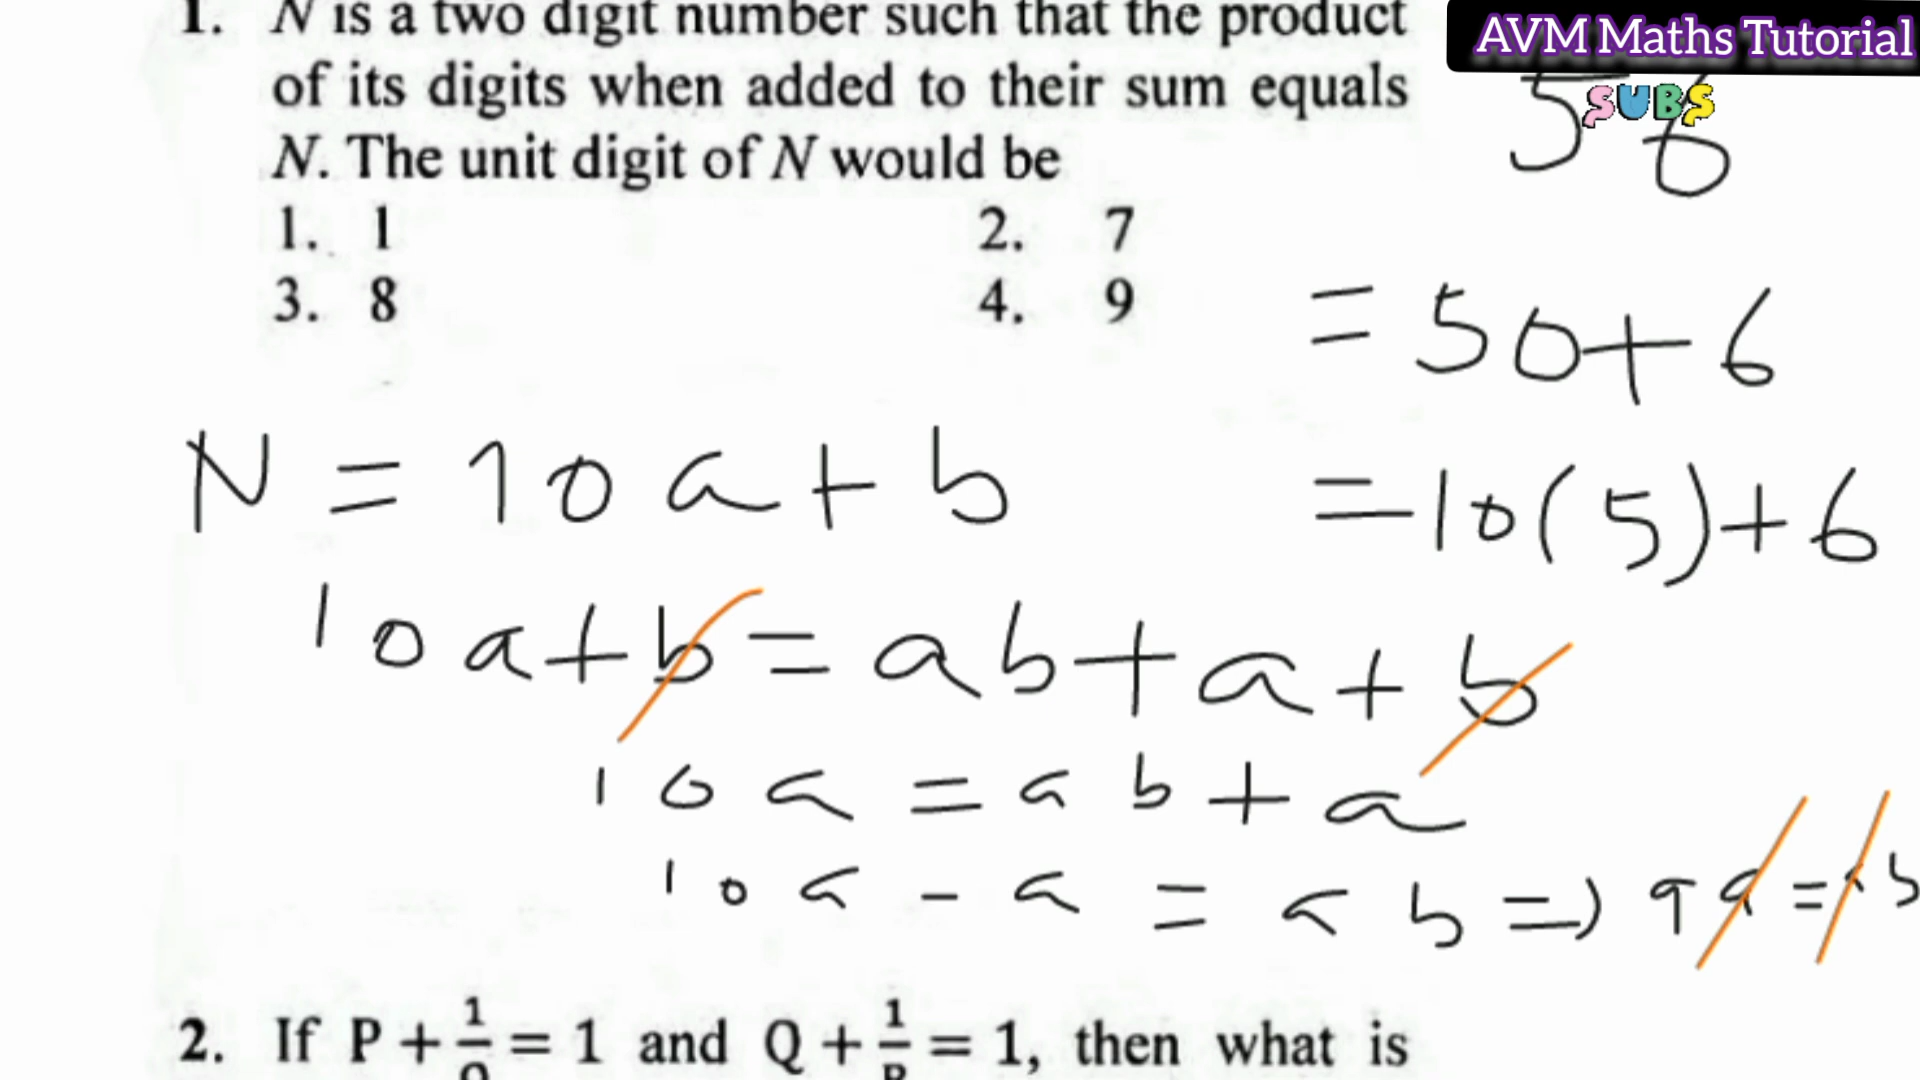 1. N is a two digit number such that the product
of its digits when added to their sum equals
N. The unit digit of N would be
1. 1 2. 7
3. 8 4. 9
AVM Maths Tutorial
SUBS
56
= 50+6
=10(5)+6
N = 10a+b
10a+b=ab+a+b
10a=ab+a
10a-a=ab=)9a=ab
2. If P+1/Q=1 and Q+1/R=1, then what is